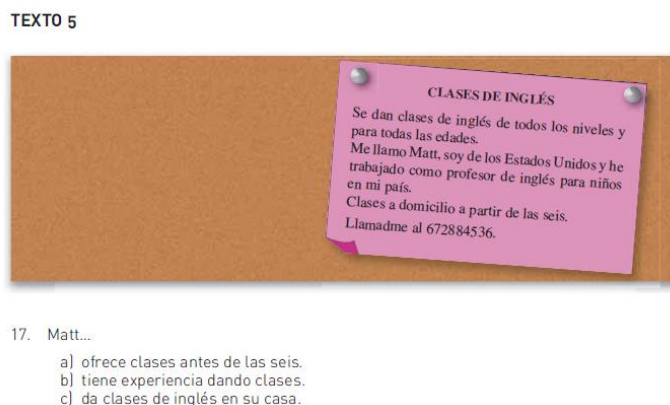 TEXTO 5
CLASES DE INGLÉS
Se dan clases de inglés de todos los niveles y
para todas las edades.
Me llamo Matt, soy de los Estados Unidos y he
trabajado como profesor de inglés para niños
en mi país.
Clases a domicilio a partir de las seis.
Llamadme al 672884536.
17. Matt...
a) ofrece clases antes de las seis.
b) tiene experiencia dando clases.
c) da clases de inglés en su casa.